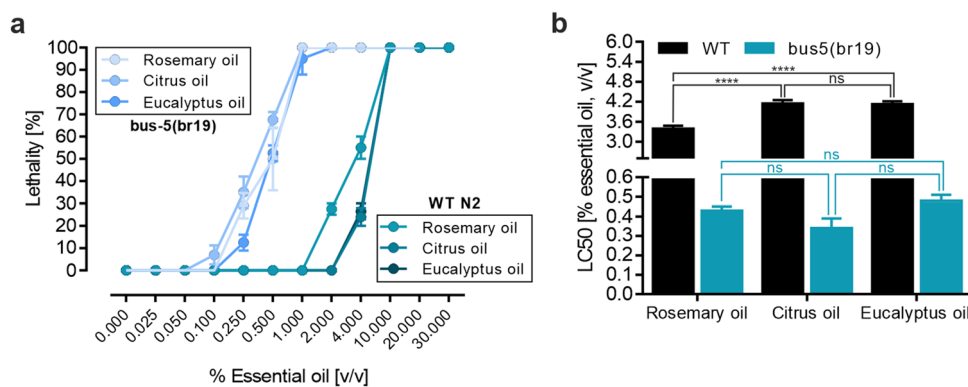 a
100
90
80
70
60
50
40
30
20
10
0
Lethality [%]
Rosemary oil
Citrus oil
Eucalyptus oil
bus-5(br19)
WT N2
Rosemary oil
Citrus oil
Eucalyptus oil
0.000
0.025
0.050
0.100
0.250
0.500
1.000
2.000
4.000
10.000
20.000
30.000
% Essential oil [v/v]
b
WT
bus5(br19)
LC50 [% essential oil, v/v)
6.0
5.4
4.8
4.2
3.6
3.0
0.6
0.5
0.4
0.3
0.2
0.1
0.0
****
****
ns
ns
ns
ns
Rosemary oil
Citrus oil
Eucalyptus oil